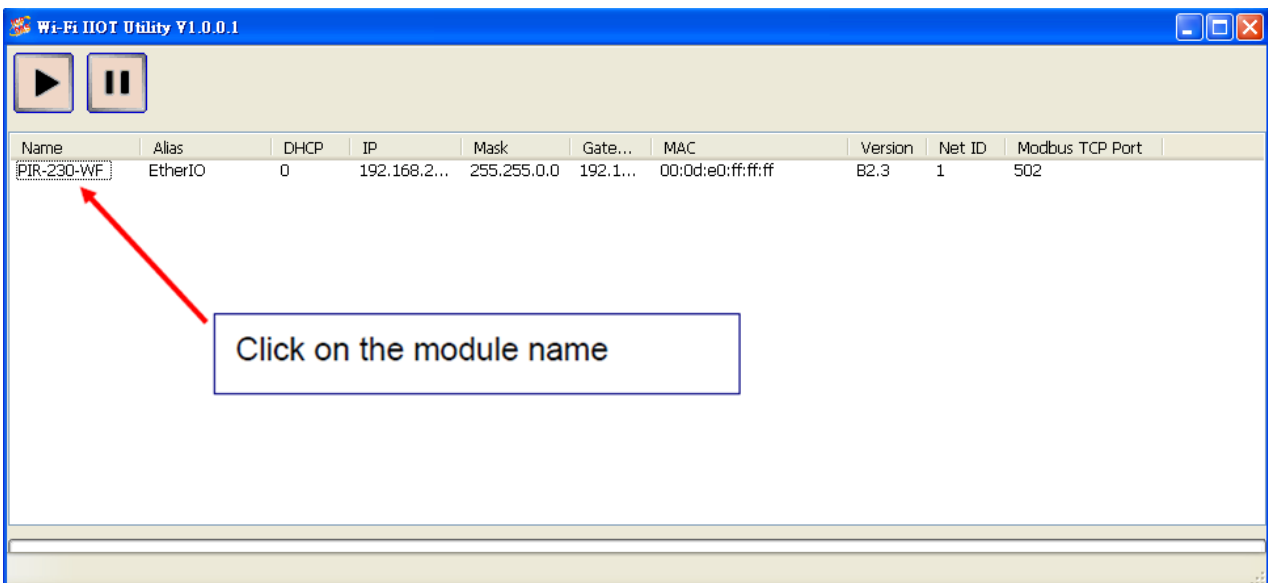 Wi-Fi IIOT Utility V1.0.0.1
Name Alias DHCP IP Mask Gate... MAC Version Net ID Modbus TCP Port
PIR-230-WF EtherIO 0 192.168.2... 255.255.0.0 192.1... 00:0d:e0:ff:ff:ff B2.3 1 502
Click on the module name